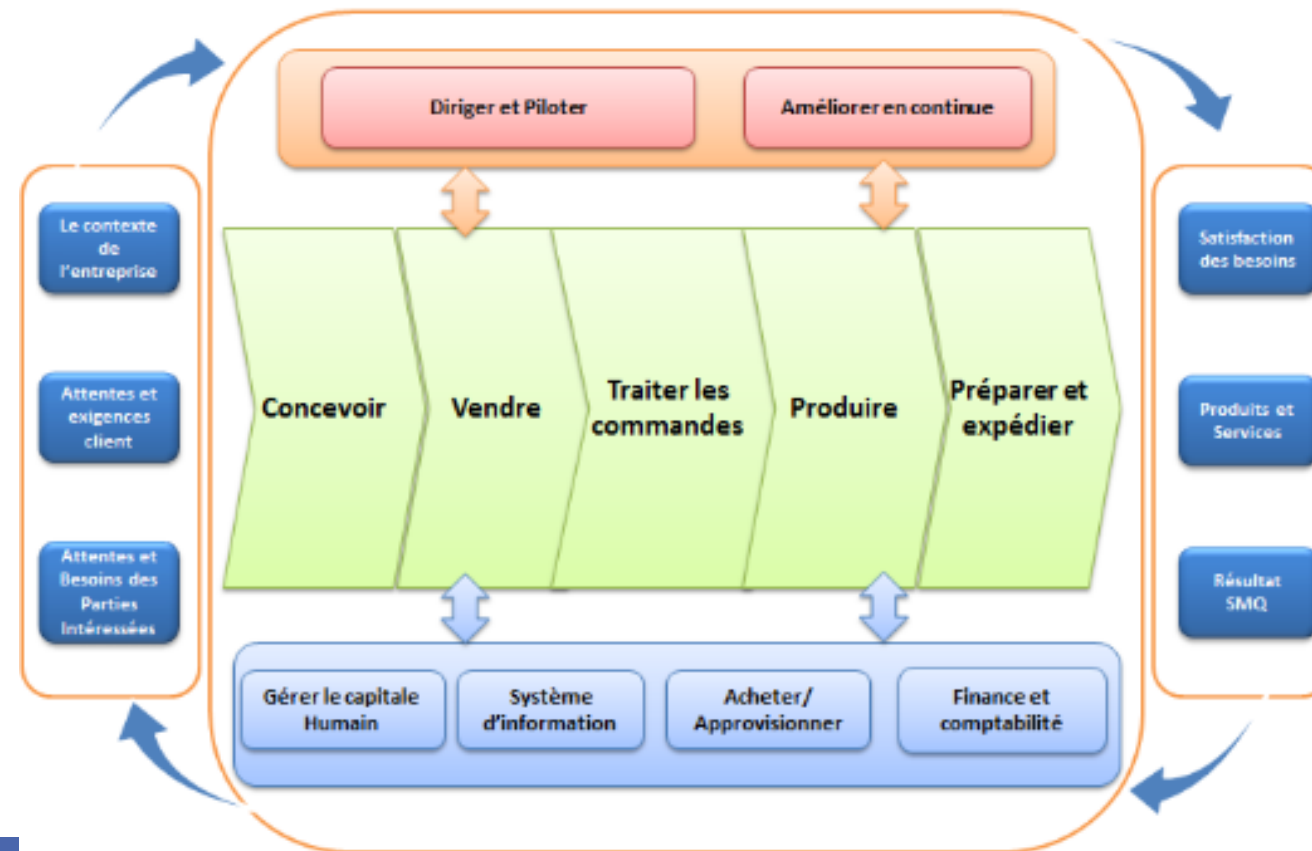 Diriger et Piloter
Améliorer en continue
Le contexte
de
l'entreprise
Attentes et
exigences
client
Attentes et
Besoins des
Parties
Intéressées
Concevoir
Vendre
Traiter les
commandes
Produire
Préparer et
expédier
Satisfaction
des besoins
Produits et
Services
Résultat
SMQ
Gérer le capitale
Humain
Système
d'information
Acheter/
Approvisionner
Finance et
comptabilité